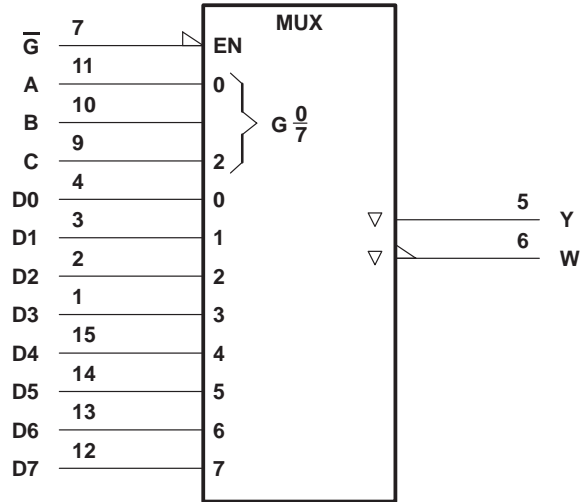 MUX
G̅ 7 EN
A 11 0
B 10 G 0/7
C 9 2
D0 4 0
D1 3 1 ▽ 5 Y
D2 2 2 ▽ 6 W
D3 1 3
D4 15 4
D5 14 5
D6 13 6
D7 12 7